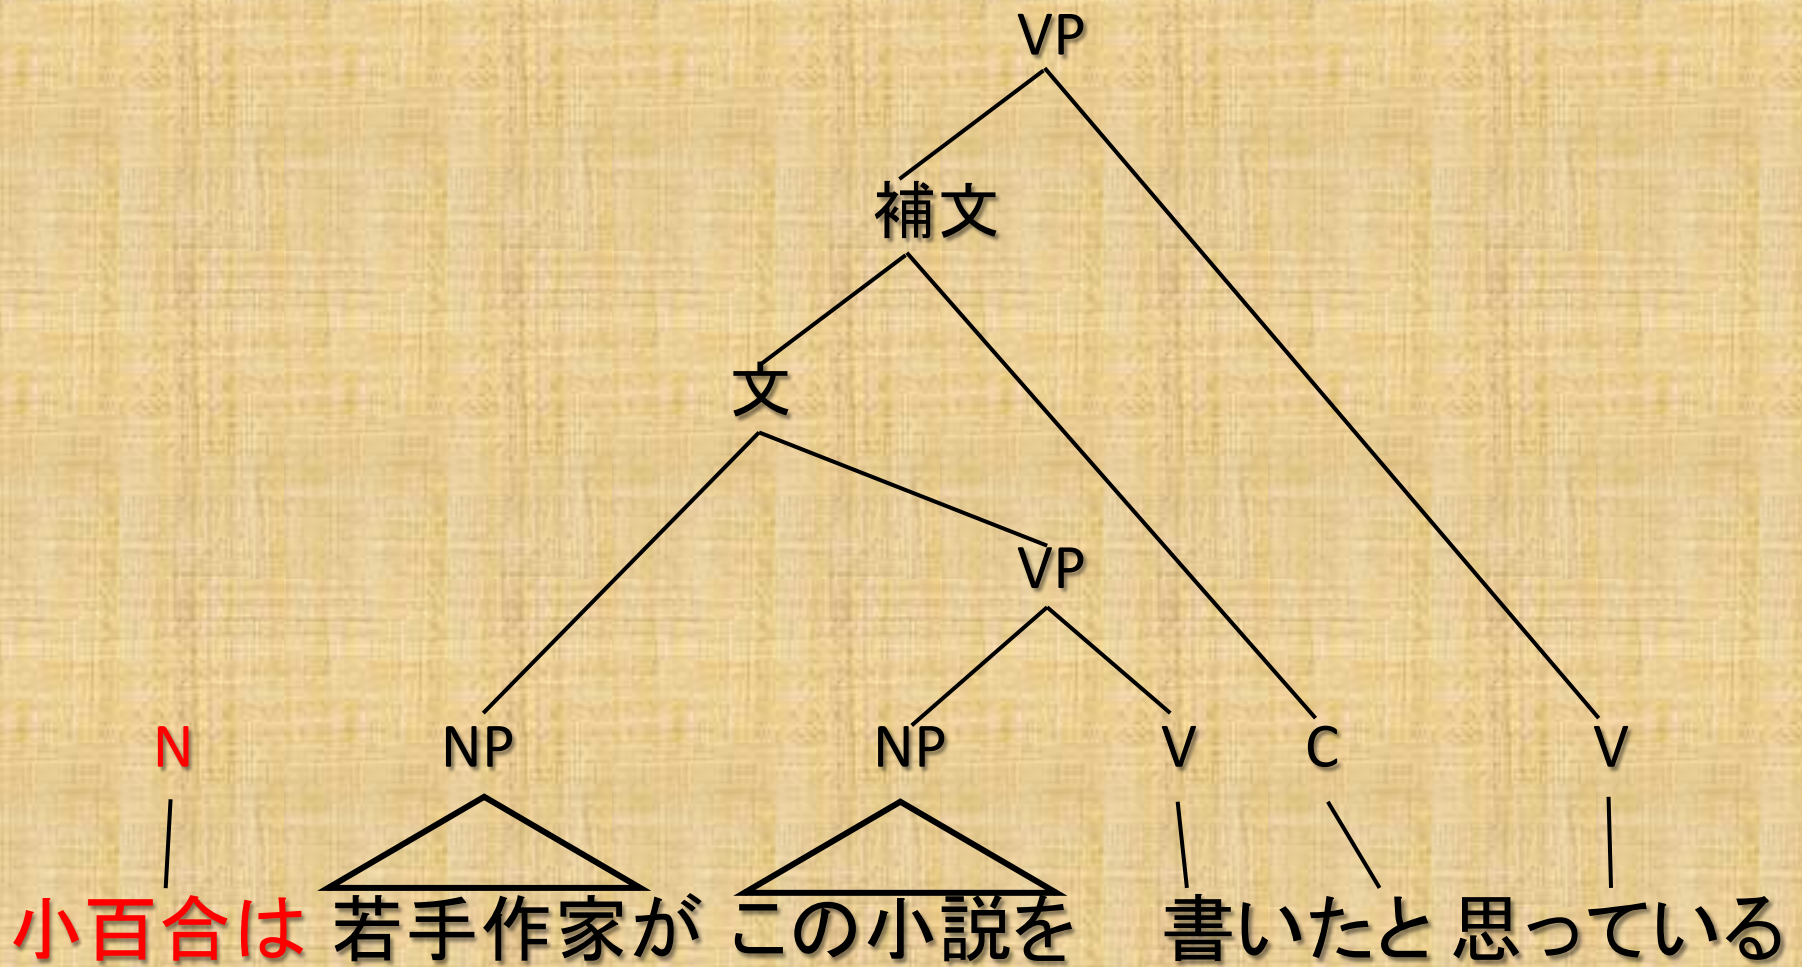 VP
補文
文
VP
N NP NP V C V
小百合は 若手作家が この小説を 書いたと 思っている